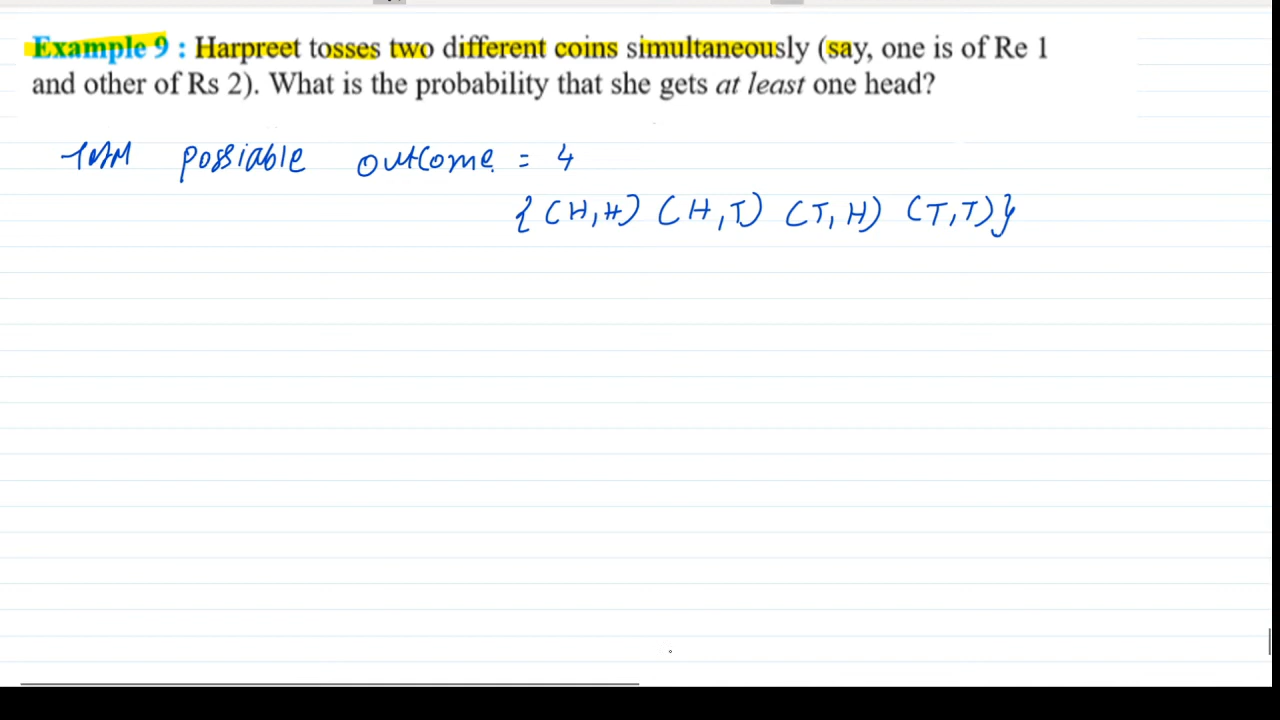 Example 9 : Harpreet tosses two different coins simultaneously (say, one is of Re 1
and other of Rs 2). What is the probability that she gets at least one head?
possiable outcome = 4
{(H,H) (H,T) (T,H) (T,T)}